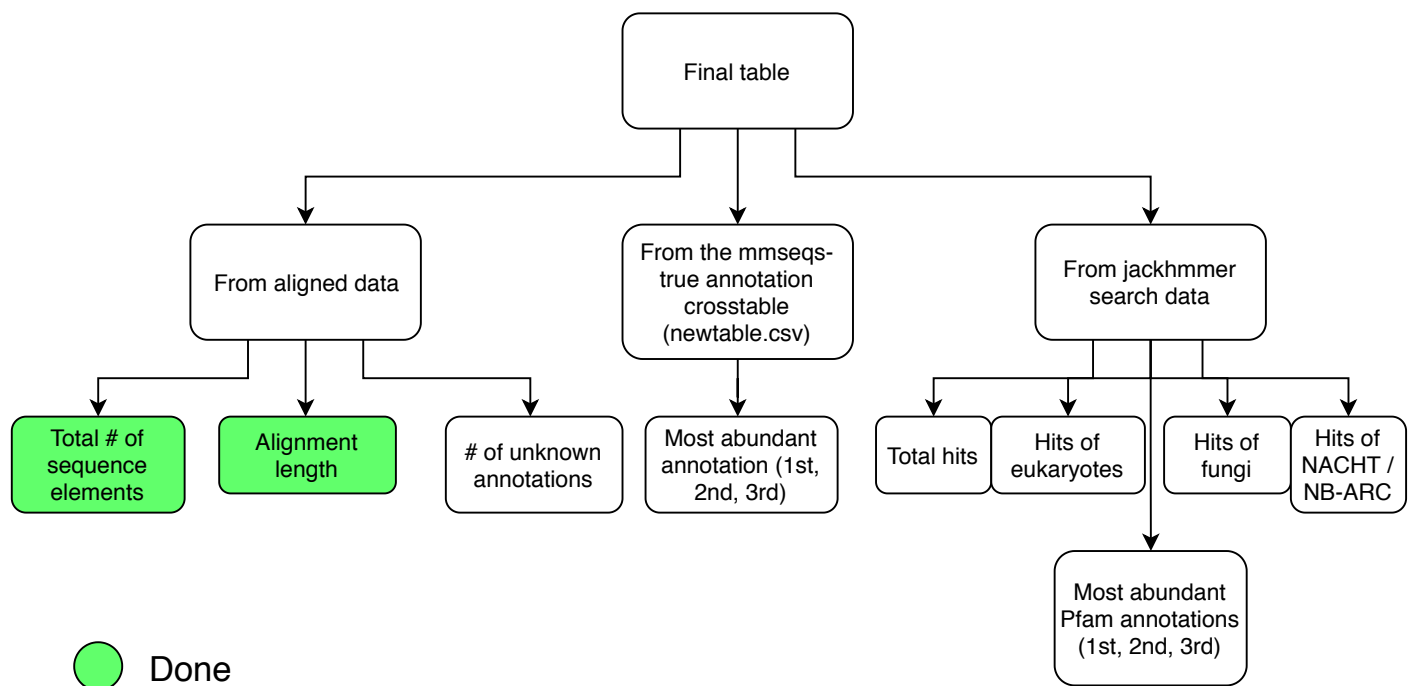 Final table
From aligned data
From the mmseqs-
true annotation
crosstable
(newtable.csv)
From jackhmmer
search data
Total # of
sequence
elements
Alignment
length
# of unknown
annotations
Most abundant
annotation (1st,
2nd, 3rd)
Total hits
Hits of
eukaryotes
Hits of
fungi
Hits of
NACHT /
NB-ARC
Most abundant
Pfam annotations
(1st, 2nd, 3rd)
Done